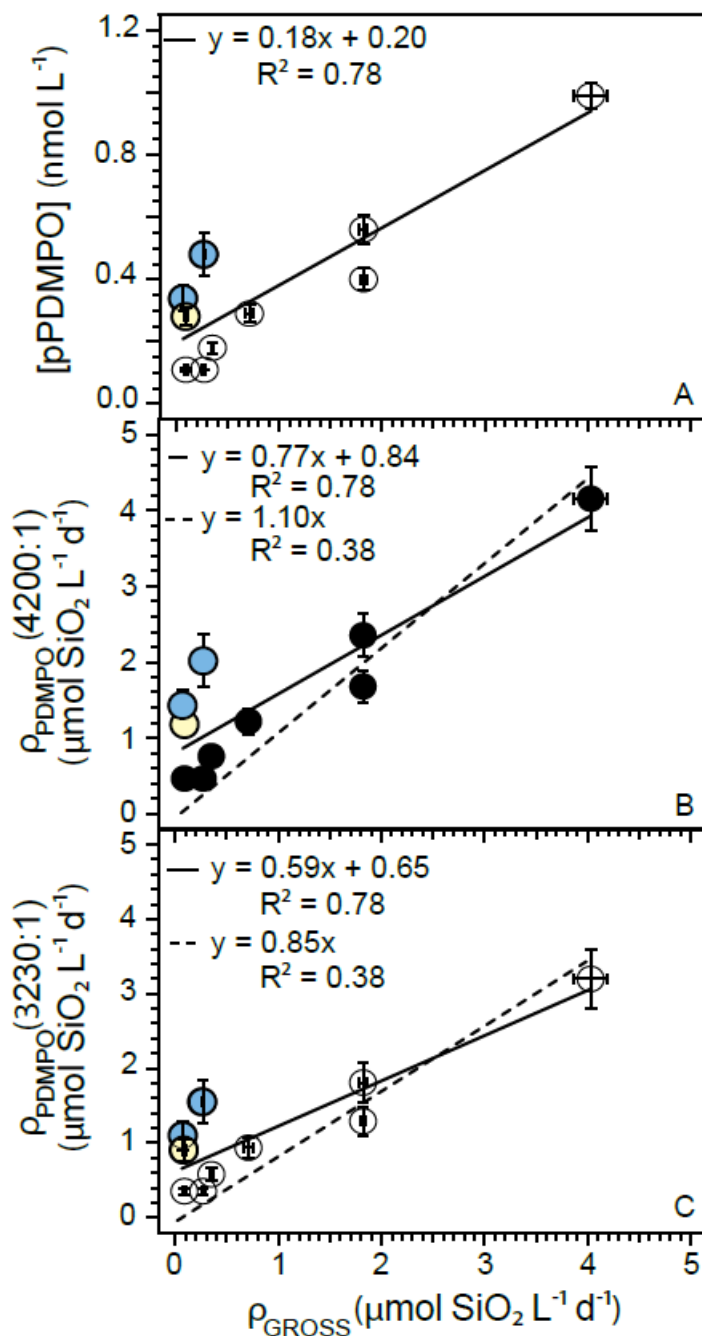 1.2
0.8
0.4
0.0
[pPDMPO] (nmol L⁻¹)
y = 0.18x + 0.20
R² = 0.78
A
5
4
3
2
1
0
ρPDMPO(4200:1)
(μmol SiO₂ L⁻¹ d⁻¹)
y = 0.77x + 0.84
R² = 0.78
y = 1.10x
R² = 0.38
B
5
4
3
2
1
0
ρPDMPO(3230:1)
(μmol SiO₂ L⁻¹ d⁻¹)
y = 0.59x + 0.65
R² = 0.78
y = 0.85x
R² = 0.38
C
0 1 2 3 4 5
ρGROSS (μmol SiO₂ L⁻¹ d⁻¹)